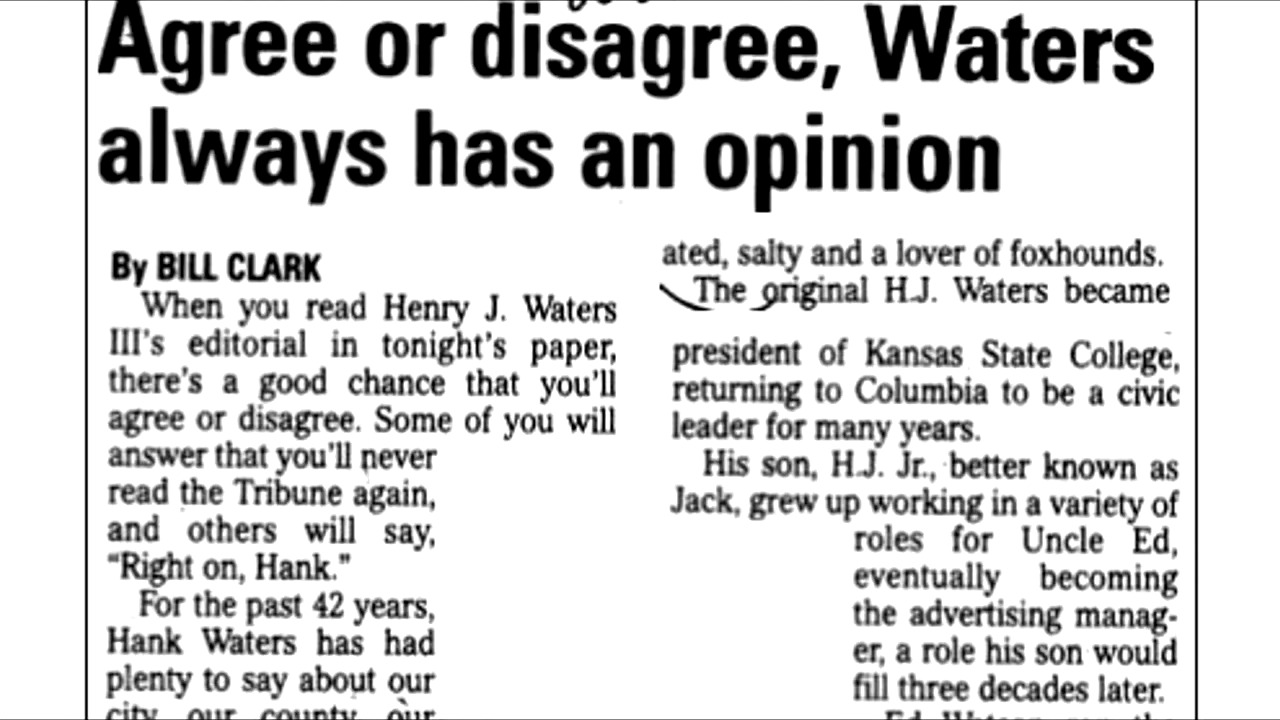 Agree or disagree, Waters
always has an opinion
By BILL CLARK
When you read Henry J. Waters
III's editorial in tonight's paper,
there's a good chance that you'll
agree or disagree. Some of you will
answer that you'll never
read the Tribune again,
and others will say,
“Right on, Hank.”
For the past 42 years,
Hank Waters has had
plenty to say about our
city, our county, our
ated, salty and a lover of foxhounds.
The original H.J. Waters became
president of Kansas State College,
returning to Columbia to be a civic
leader for many years.
His son, H.J. Jr., better known as
Jack, grew up working in a variety of
roles for Uncle Ed,
eventually becoming
the advertising manag-
er, a role his son would
fill three decades later.